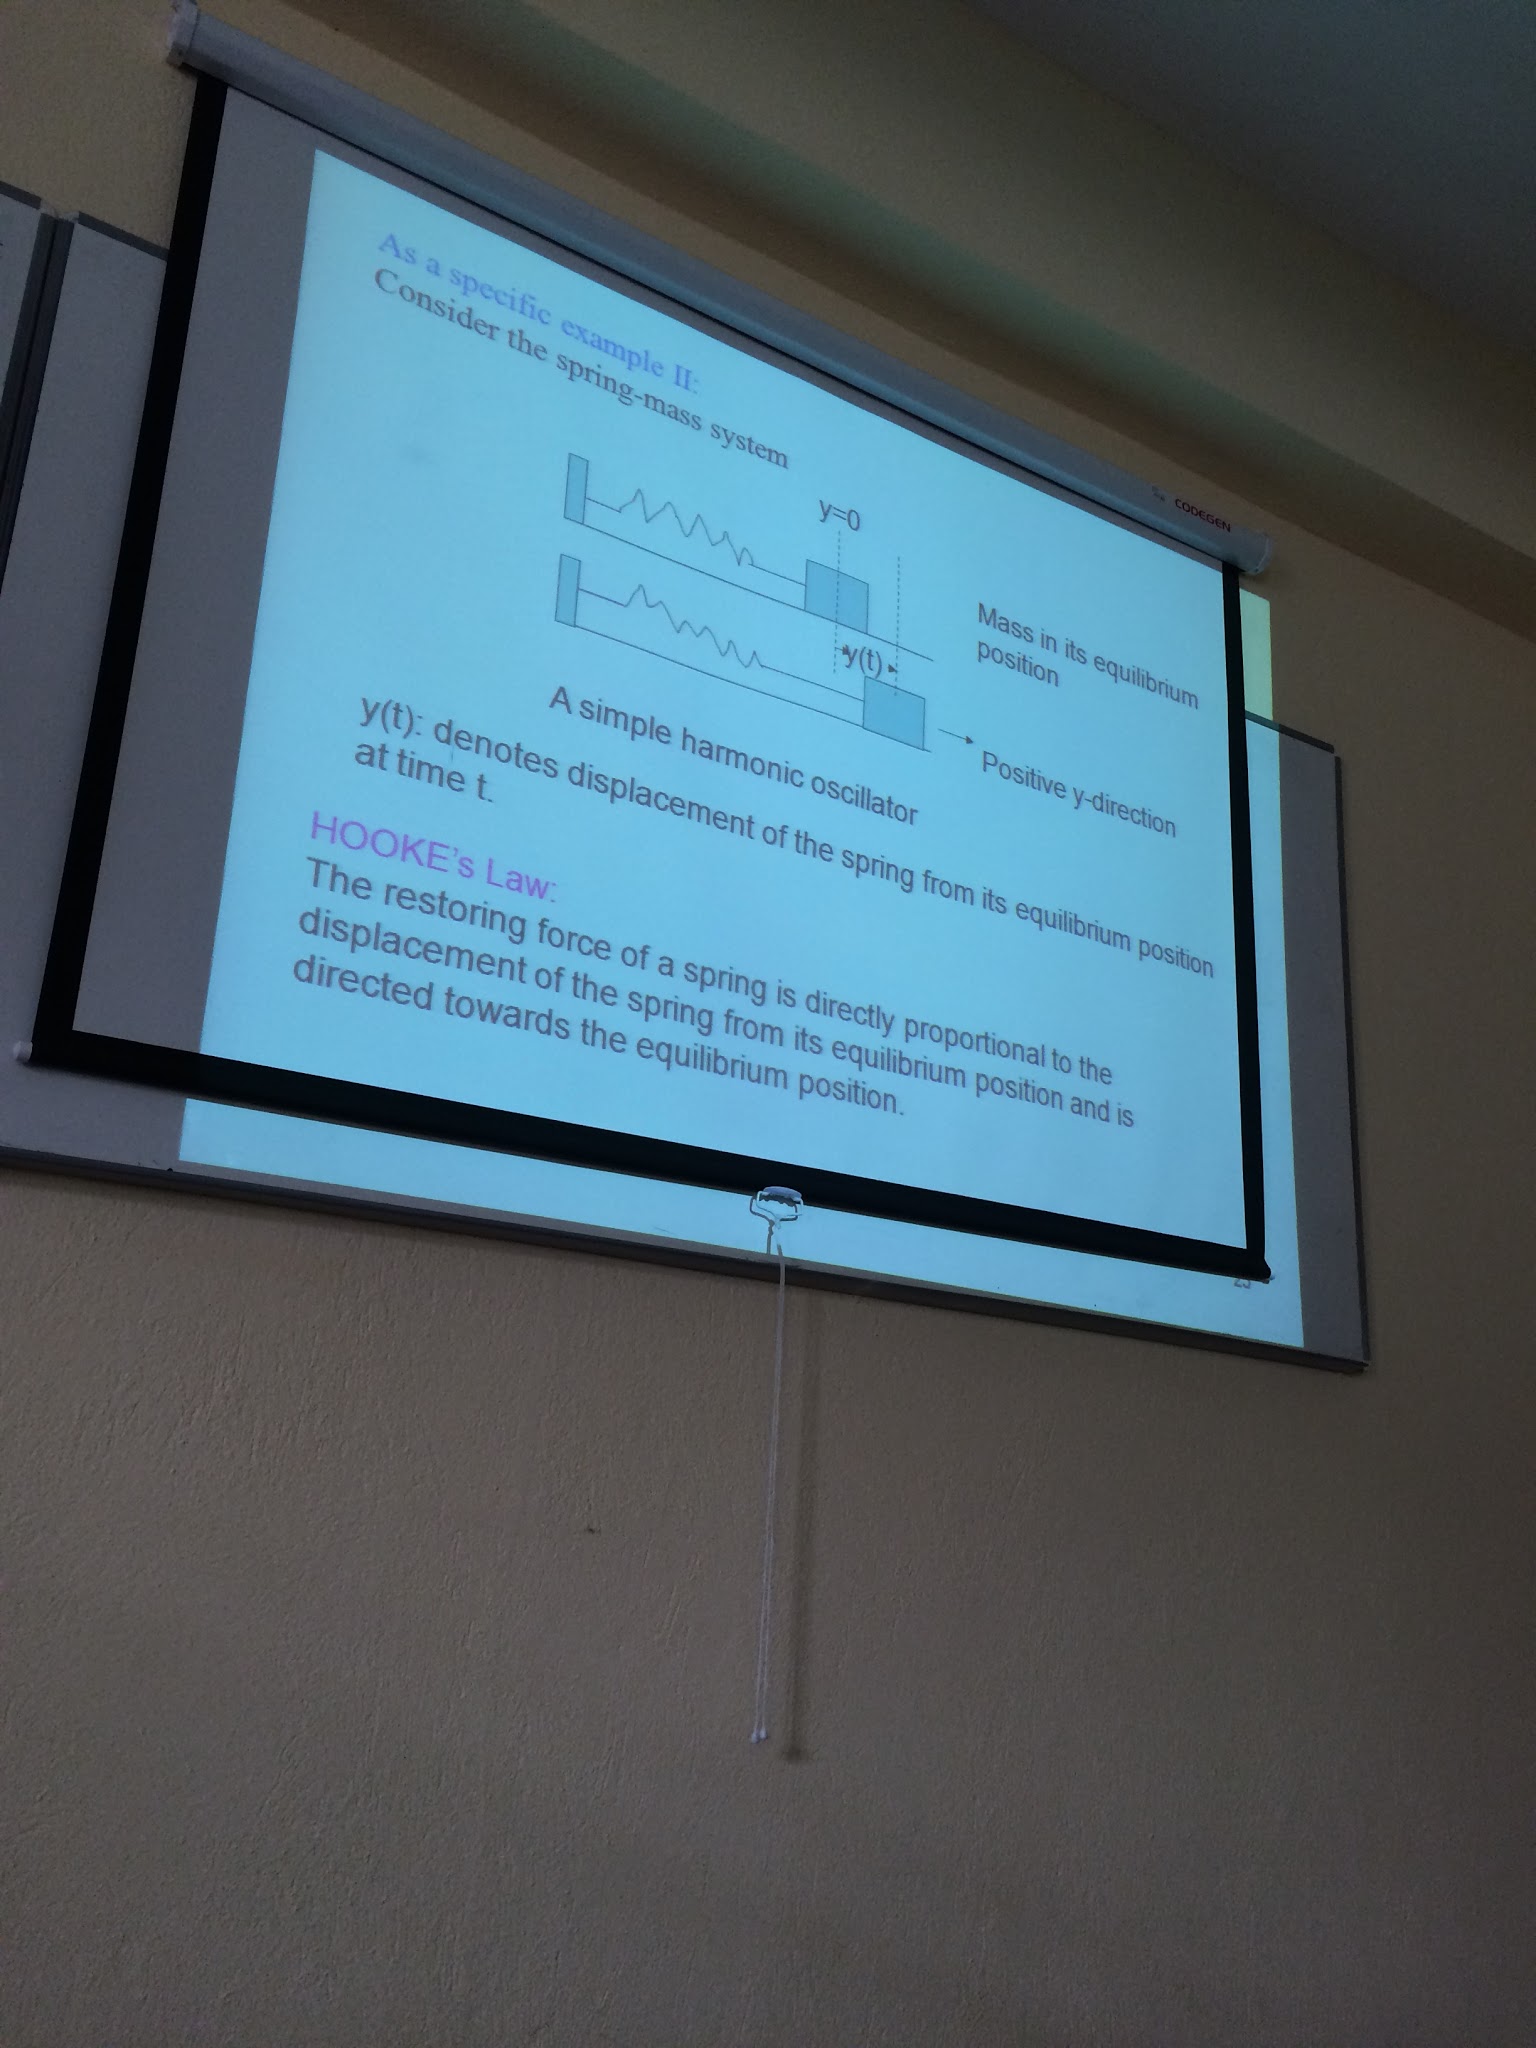 CODEGEN
As a specific example II:
Consider the spring-mass system
y=0
Mass in its equilibrium
position
y(t)
Positive y-direction
A simple harmonic oscillator
y(t): denotes displacement of the spring from its equilibrium position
at time t.
HOOKE's Law:
The restoring force of a spring is directly proportional to the
displacement of the spring from its equilibrium position and is
directed towards the equilibrium position.